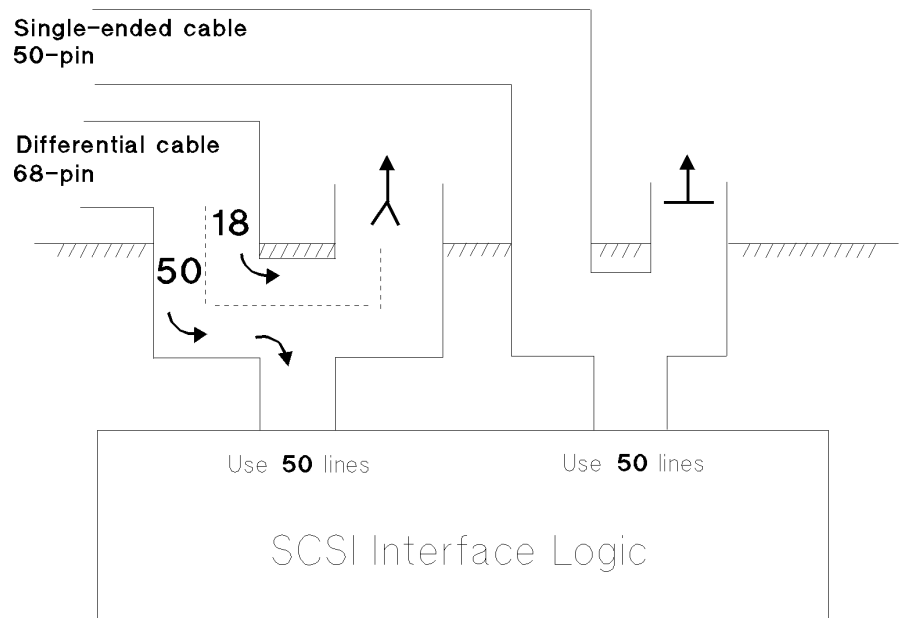 Single-ended cable
50-pin
Differential cable
68-pin
18
50
Use 50 lines
Use 50 lines
SCSI Interface Logic